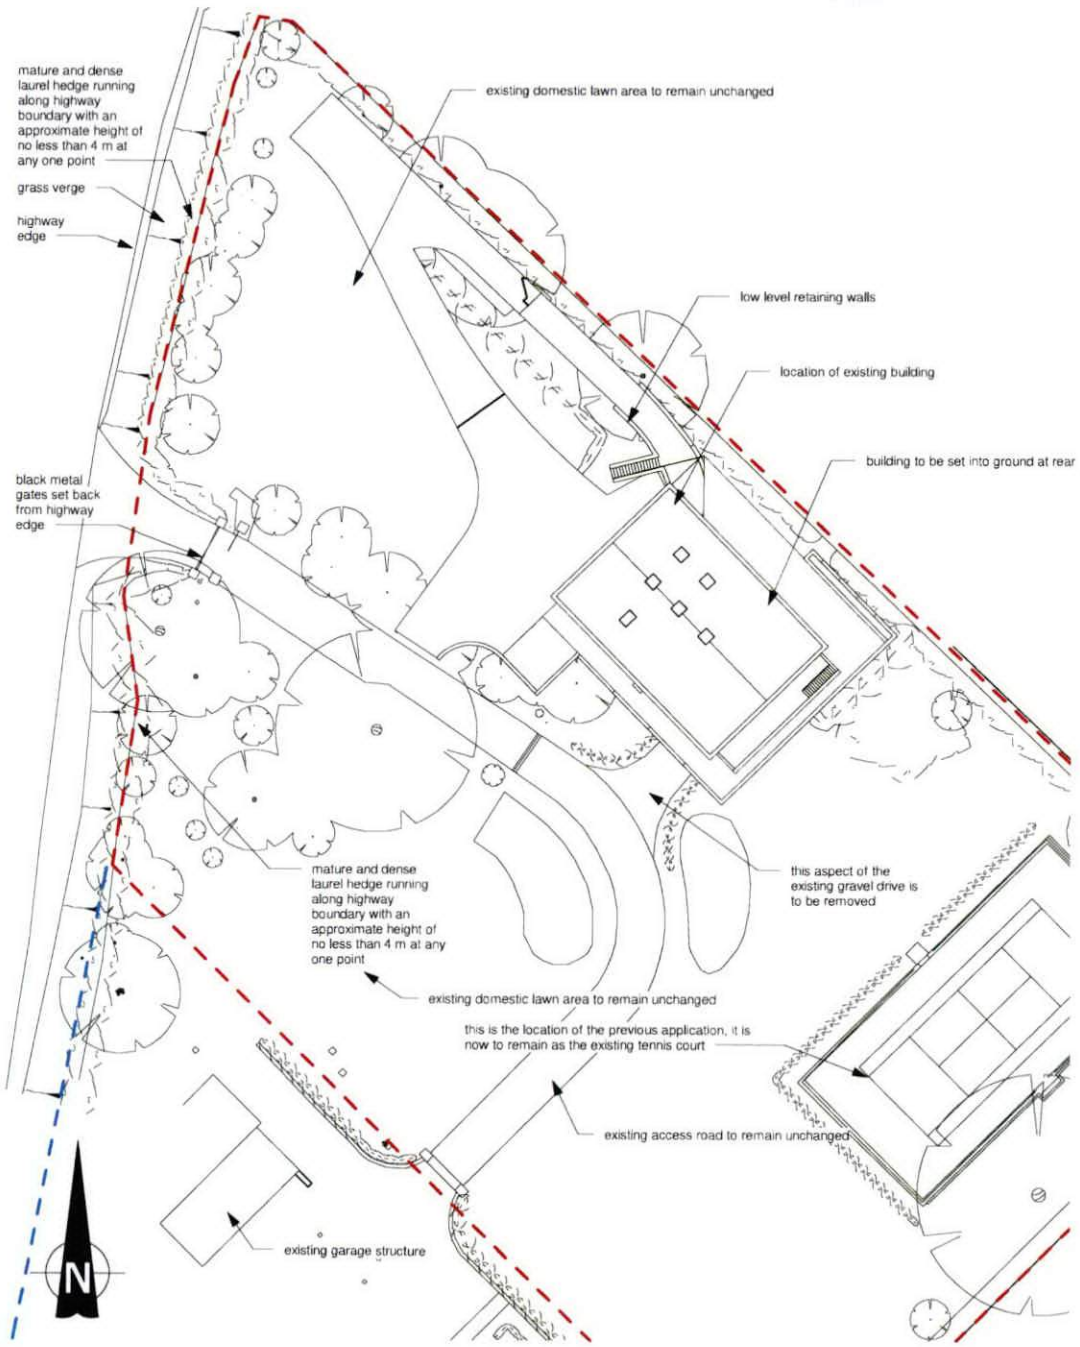 mature and dense
laurel hedge running
along highway
boundary with an
approximate height of
no less than 4 m at
any one point
grass verge
highway
edge
existing domestic lawn area to remain unchanged
low level retaining walls
location of existing building
building to be set into ground at rear
black metal
gates set back
from highway
edge
mature and dense
laurel hedge running
along highway
boundary with an
approximate height of
no less than 4 m at any
one point
this aspect of the
existing gravel drive is
to be removed
existing domestic lawn area to remain unchanged
this is the location of the previous application, it is
now to remain as the existing tennis court
existing access road to remain unchanged
existing garage structure
N